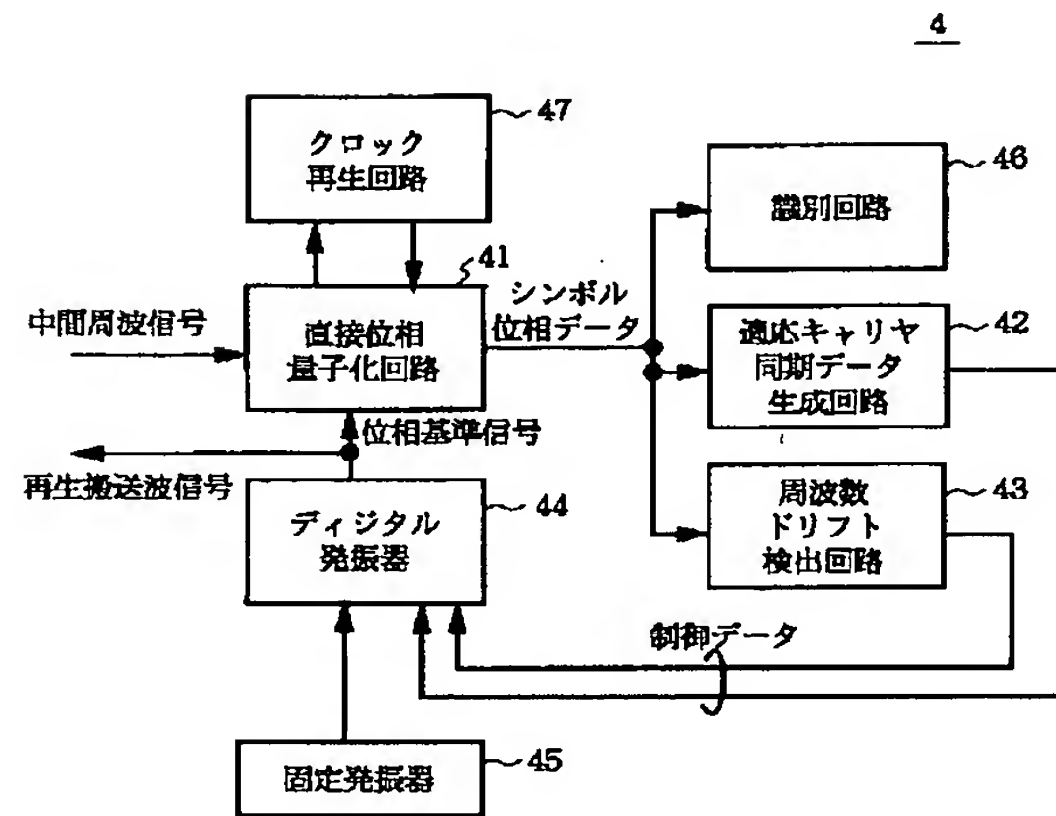 4
クロック
再生回路
47
識別回路
46
中間周波信号
直接位相
量子化回路
41
シンボル
位相データ
適応キャリヤ
同期データ
生成回路
42
位相基準信号
再生搬送波信号
ディジタル
発振器
44
周波数
ドリフト
検出回路
43
制御データ
固定発振器
45